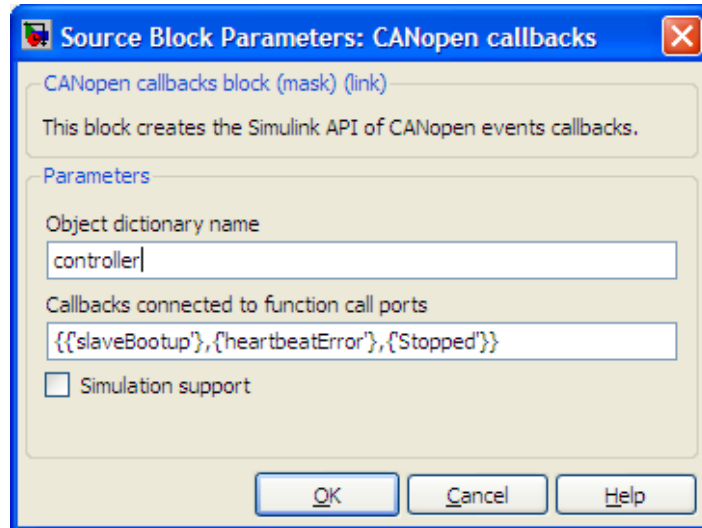 Source Block Parameters: CANopen callbacks
CANopen callbacks block (mask) (link)
This block creates the Simulink API of CANopen events callbacks.
Parameters
Object dictionary name
controller
Callbacks connected to function call ports
{{'slaveBootup'},{'heartbeatError'},{'Stopped'}}
Simulation support
OK Cancel Help